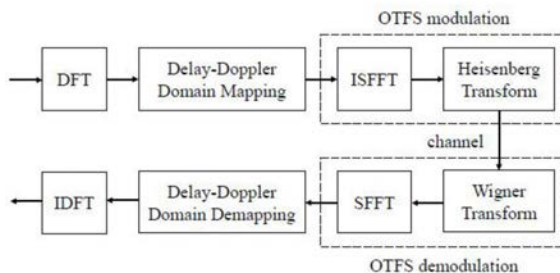 OTFS modulation
DFT
Delay-Doppler
Domain Mapping
ISFFT
Heisenberg
Transform
channel
IDFT
Delay-Doppler
Domain Demapping
SFFT
Wigner
Transform
OTFS demodulation